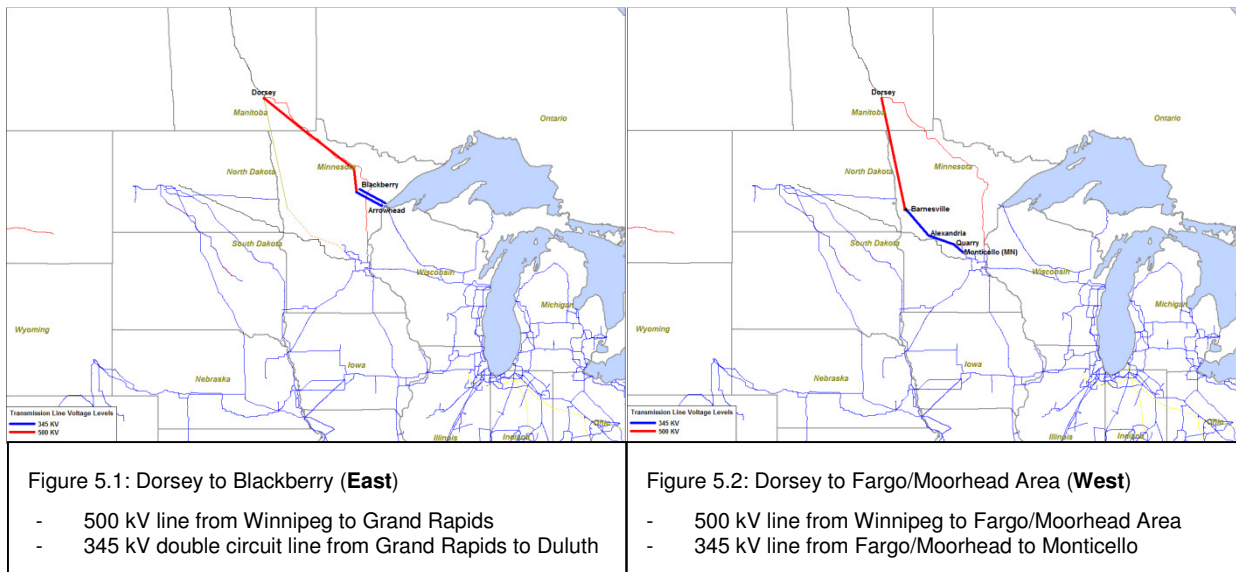 Dorsey
Manitoba
Ontario
North Dakota
Minnesota
Blackberry
Arrowhead
South Dakota
Wisconsin
Michigan
Wyoming
Iowa
Nebraska
Illinois
Indiana
Ohio
Transmission Line Voltage Levels
345 KV
500 KV
Dorsey
Manitoba
Ontario
North Dakota
Minnesota
Barnesville
Alexandria
South Dakota
Quarry
Monticello (MN)
Wisconsin
Michigan
Wyoming
Iowa
Nebraska
Illinois
Indiana
Ohio
Transmission Line Voltage Levels
345 KV
500 KV
Figure 5.1: Dorsey to Blackberry (East)
- 500 kV line from Winnipeg to Grand Rapids
- 345 kV double circuit line from Grand Rapids to Duluth
Figure 5.2: Dorsey to Fargo/Moorhead Area (West)
- 500 kV line from Winnipeg to Fargo/Moorhead Area
- 345 kV line from Fargo/Moorhead to Monticello